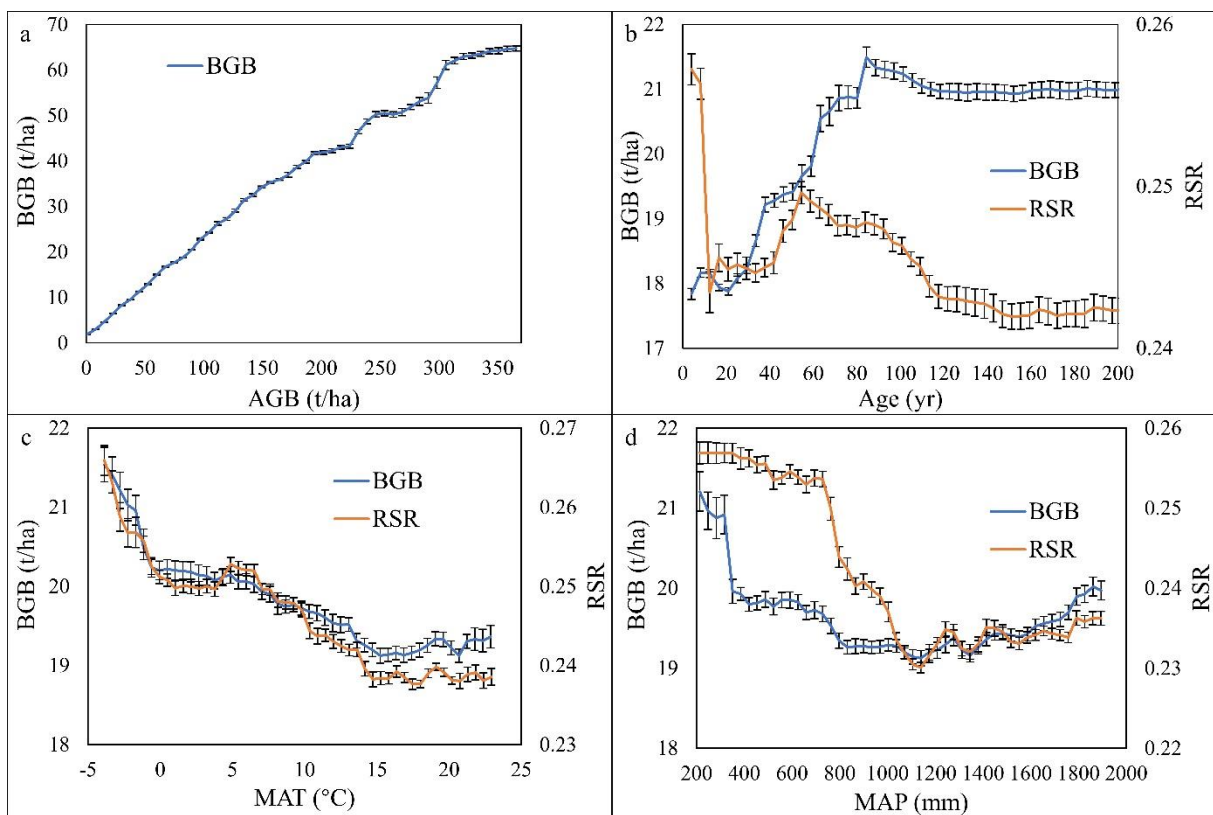 a
70
60
50
40
30
20
10
0
BGB (t/ha)
BGB
0 50 100 150 200 250 300 350
AGB (t/ha)
b
22
21
20
19
18
17
BGB (t/ha)
BGB
RSR
0.26
0.25
0.24
RSR
0 20 40 60 80 100 120 140 160 180 200
Age (yr)
c
22
21
20
19
18
BGB (t/ha)
BGB
RSR
0.27
0.26
0.25
0.24
0.23
RSR
-5 0 5 10 15 20 25
MAT (°C)
d
22
21
20
19
18
BGB (t/ha)
BGB
RSR
0.26
0.25
0.24
0.23
0.22
RSR
200 400 600 800 1000 1200 1400 1600 1800 2000
MAP (mm)